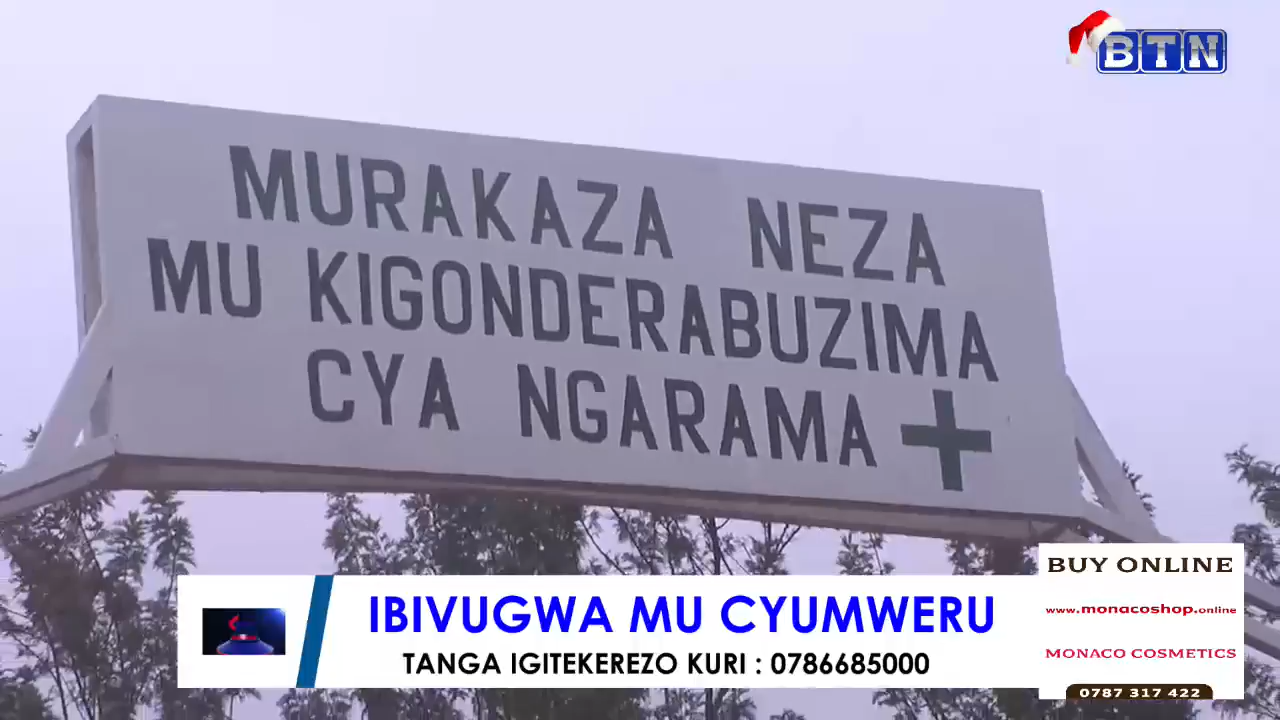 BTN
MURAKAZA NEZA
MU KIGONDERABUZIMA
CYA NGARAMA
IBIVUGWA MU CYUMWERU
TANGA IGITEKEREZO KURI : 0786685000
BUY ONLINE
www.monacoshop.online
MONACO COSMETICS
0787 317 422